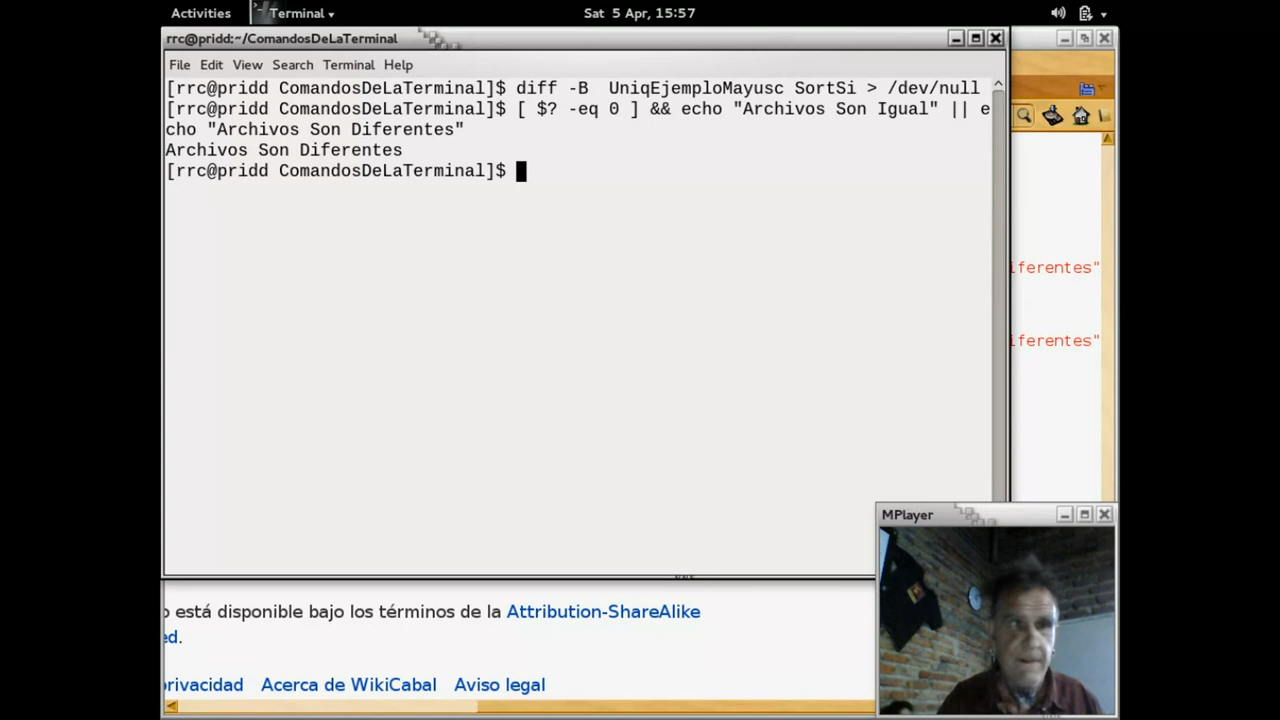 Activities Terminal Sat 5 Apr, 15:57
rrc@pridd:~/ComandosDeLaTerminal
File Edit View Search Terminal Help
[rrc@pridd ComandosDeLaTerminal]$ diff -B  UniqEjemploMayusc SortSi > /dev/null
[rrc@pridd ComandosDeLaTerminal]$ [ $? -eq 0 ] && echo "Archivos Son Igual" || e
cho "Archivos Son Diferentes"
Archivos Son Diferentes
[rrc@pridd ComandosDeLaTerminal]$
iferentes"
iferentes"
MPlayer
o está disponible bajo los términos de la Attribution-ShareAlike
ed.
privacidad Acerca de WikiCabal Aviso legal